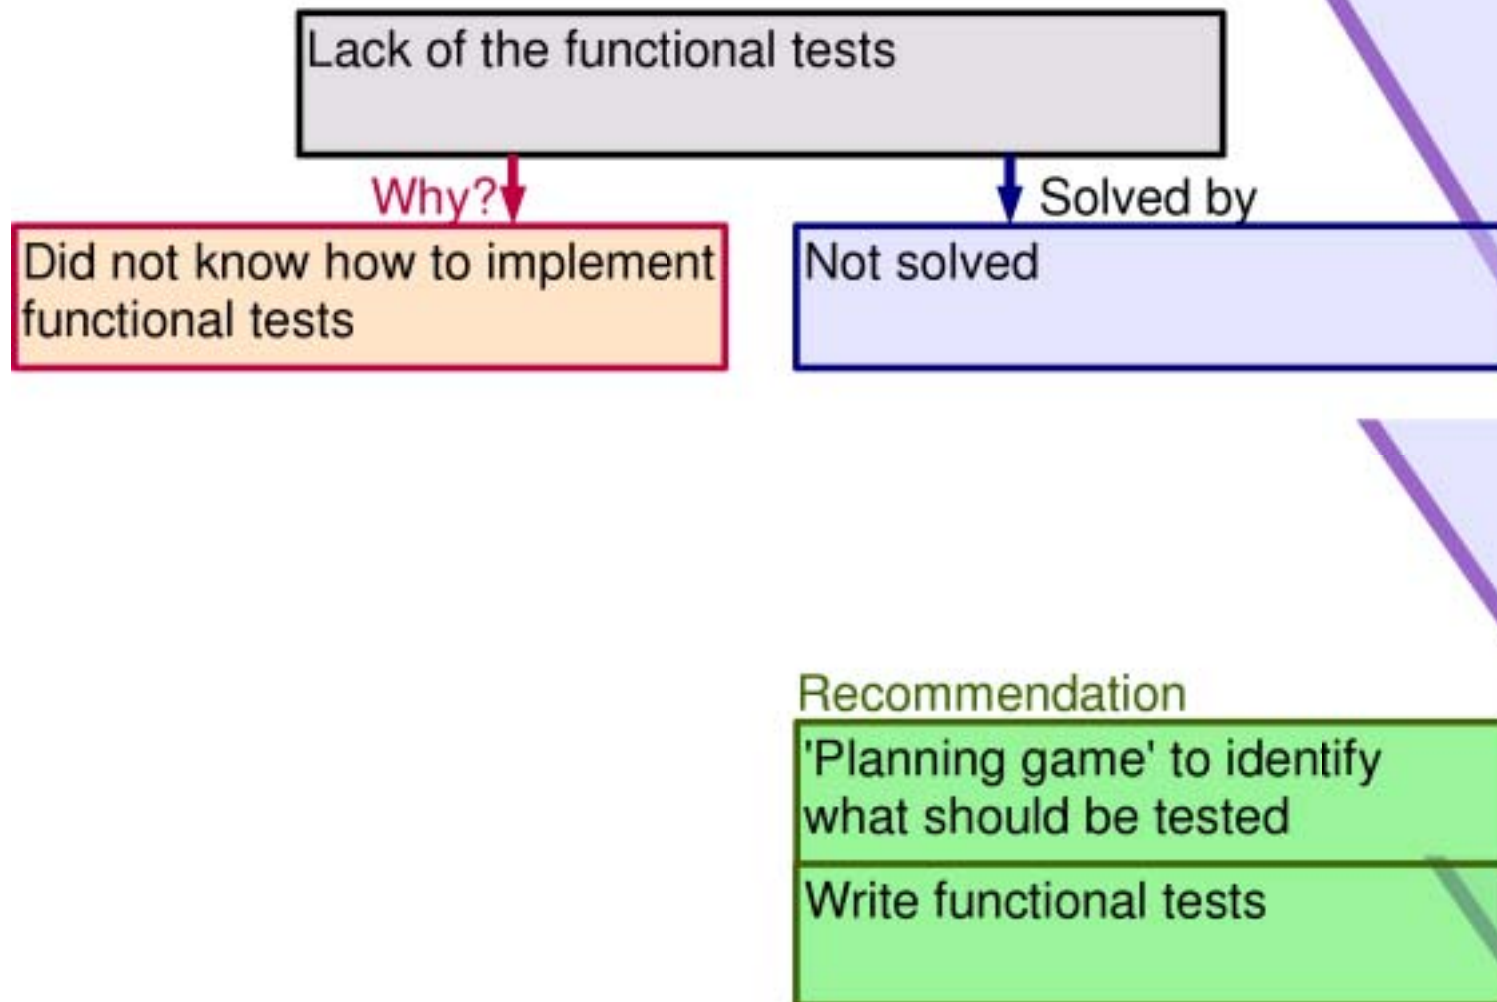 Lack of the functional tests
Why?
Solved by
Did not know how to implement
functional tests
Not solved
Recommendation
'Planning game' to identify
what should be tested
Write functional tests